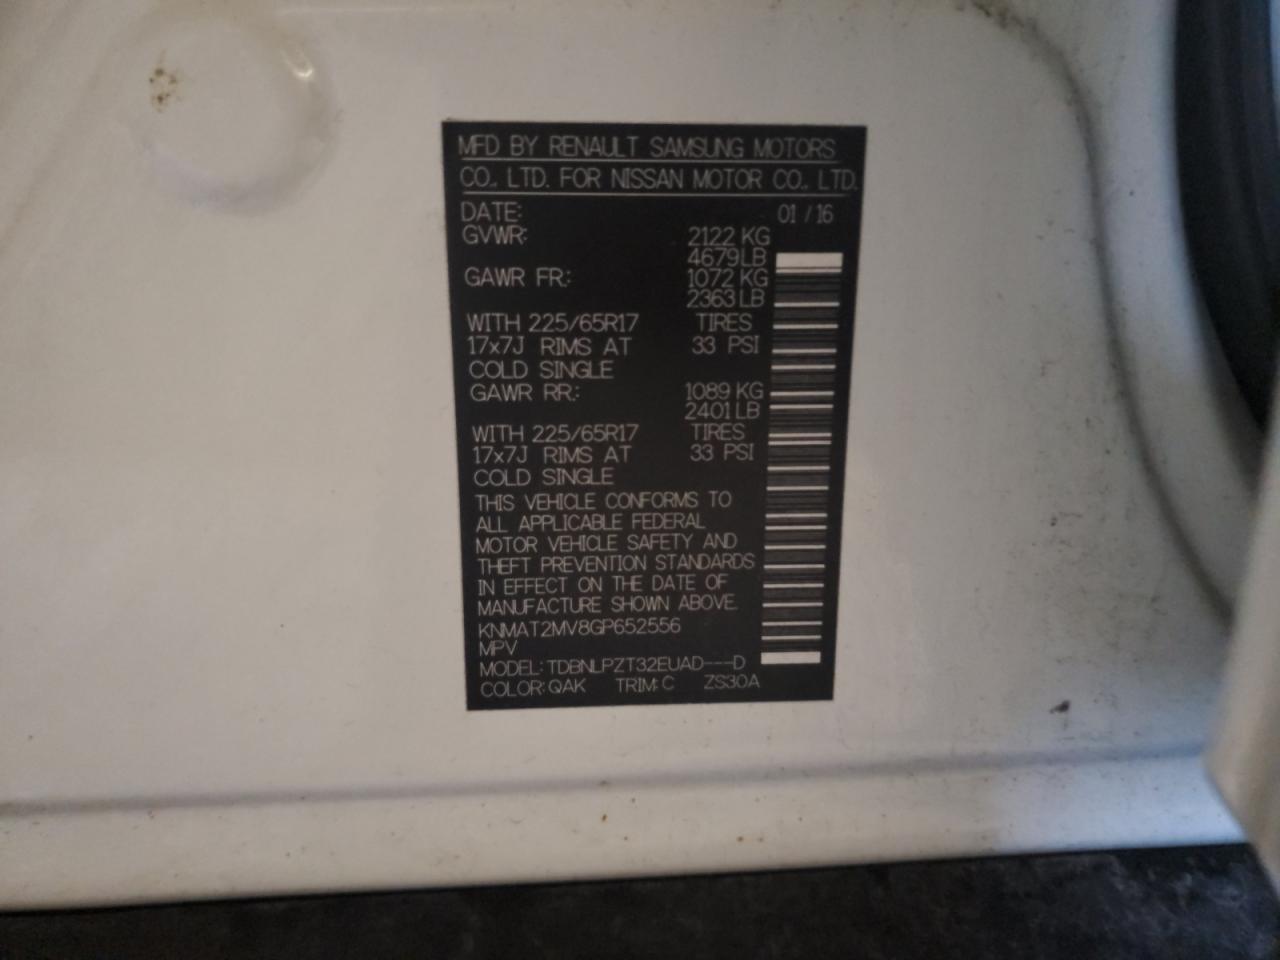 MFD BY RENAULT SAMSUNG MOTORS
CO., LTD. FOR NISSAN MOTOR CO., LTD.
DATE: 01 / 16
GVWR: 2122 KG
4679 LB
GAWR FR.: 1072 KG
2363 LB
WITH 225/65R17 TIRES
17x7J RIMS AT 33 PSI
COLD SINGLE
GAWR RR.: 1089 KG
2401 LB
WITH 225/65R17 TIRES
17x7J RIMS AT 33 PSI
COLD SINGLE
THIS VEHICLE CONFORMS TO
ALL APPLICABLE FEDERAL
MOTOR VEHICLE SAFETY AND
THEFT PREVENTION STANDARDS
IN EFFECT ON THE DATE OF
MANUFACTURE SHOWN ABOVE.
KNMAT2MV8GP652556
MPV
MODEL: TDBNLPZT32EUAD---D
COLOR: QAK TRIM: C ZS30A